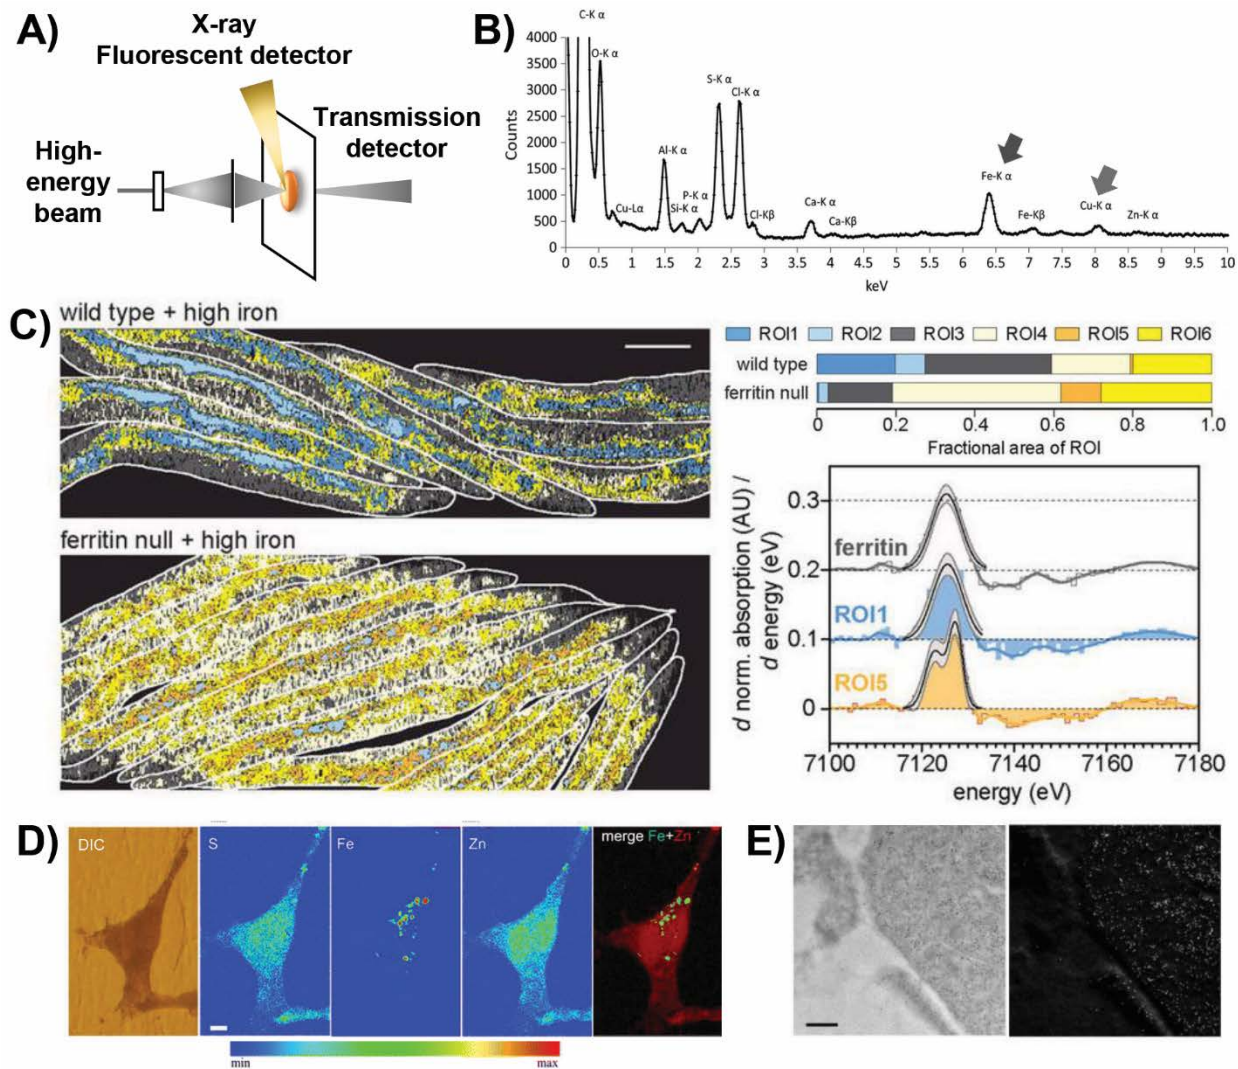 A)
X-ray
Fluorescent detector
High-
energy
beam
Transmission
detector
B)
C-K α
O-K α
Cu-Lα
Al-K α
Si-K α
P-K α
S-K α
Cl-K α
Cl-Kβ
Ca-K α
Ca-Kβ
Fe-K α
Fe-Kβ
Cu-K α
Zn-K α
Counts
4000
3500
3000
2500
2000
1500
1000
500
0
0 0.5 1 1.5 2 2.5 3 3.5 4 4.5 5 5.5 6 6.5 7 7.5 8 8.5 9 9.5 10
keV
C)
wild type + high iron
ferritin null + high iron
ROI1 ROI2 ROI3 ROI4 ROI5 ROI6
wild type
ferritin null
0 0.2 0.4 0.6 0.8 1.0
Fractional area of ROI
d norm. absorption (AU) /
d energy (eV)
0.3
0.2
0.1
0
ferritin
ROI1
ROI5
7100 7120 7140 7160 7180
energy (eV)
D)
DIC
S
Fe
Zn
merge Fe+Zn
min
max
E)